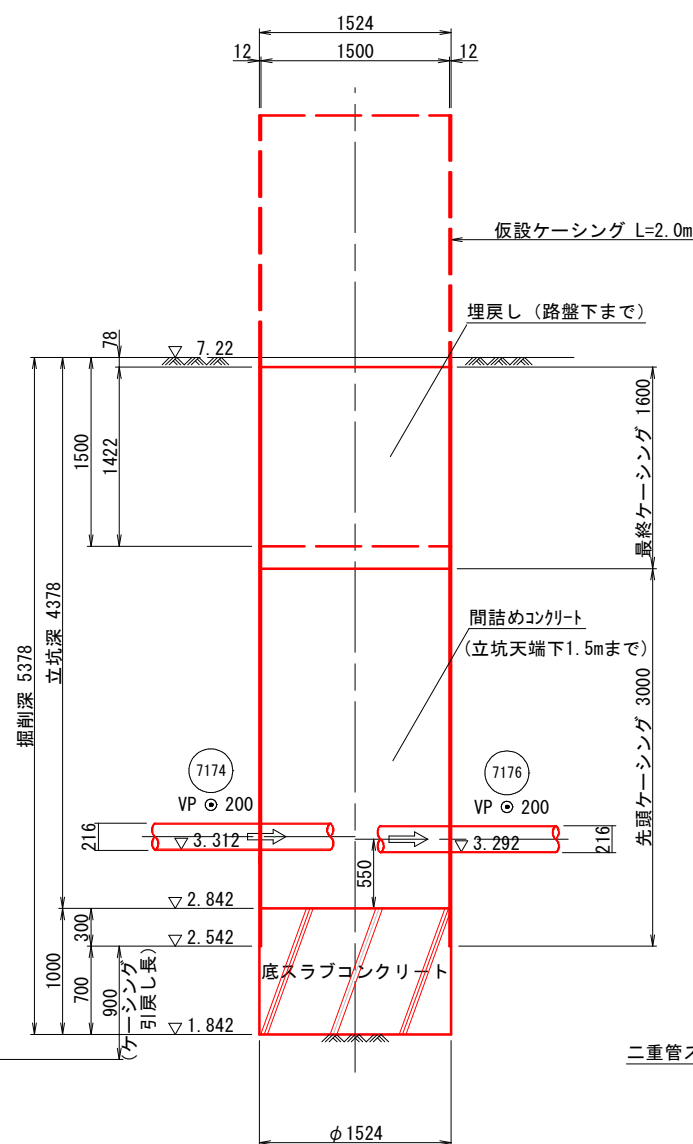 1524
12
1500
12
仮設ケーシング L=2.0m
埋戻し (路盤下まで)
78
7.22
1500
1422
最終ケーシング 1600
掘削深 5378
立坑深 4378
間詰めコンクリート
(立坑天端下1.5mまで)
先頭ケーシング 3000
7174
VP 200
7176
VP 200
216
3.312
3.292
216
550
2.842
300
2.542
1000
700
900
(ケーシング
引戻し長)
底スラブコンクリート
1.842
二重管
φ1524